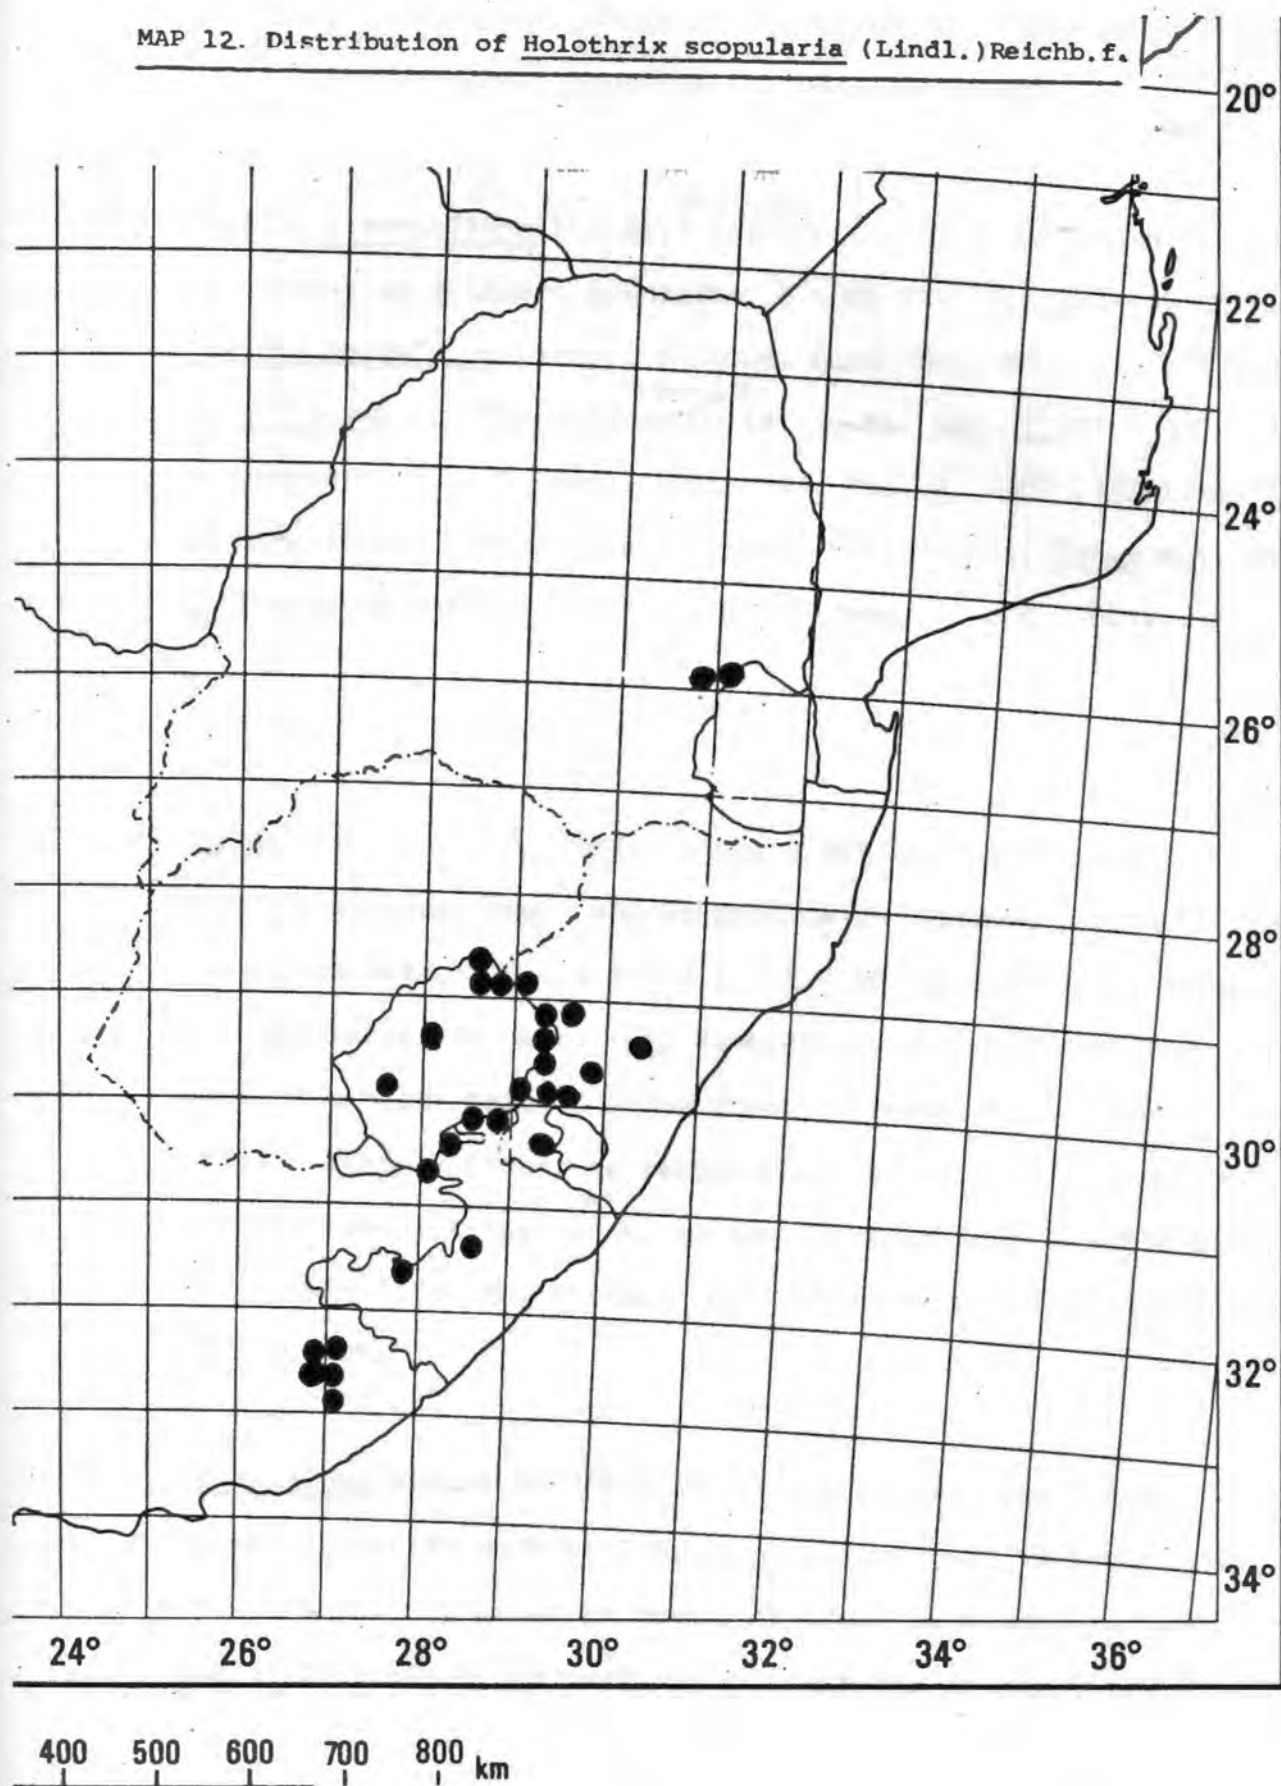 MAP 12. Distribution of Holothrix scopularia (Lindl.)Reichb.f.
20°
22°
24°
26°
28°
30°
32°
34°
24° 26° 28° 30° 32° 34° 36°
400 500 600 700 800 km